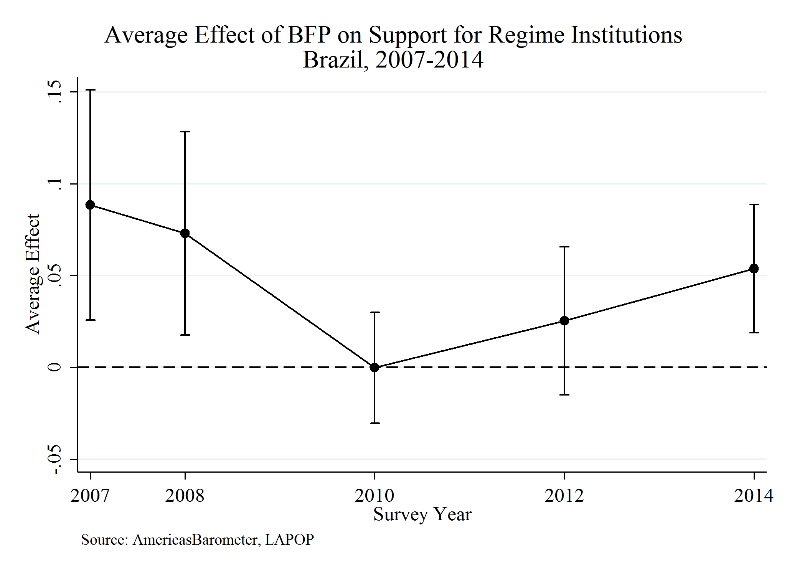 Average Effect of BFP on Support for Regime Institutions
Brazil, 2007-2014
Average Effect
.15
.1
.05
0
-.05
2007 2008 2010 2012 2014
Survey Year
Source: AmericasBarometer, LAPOP